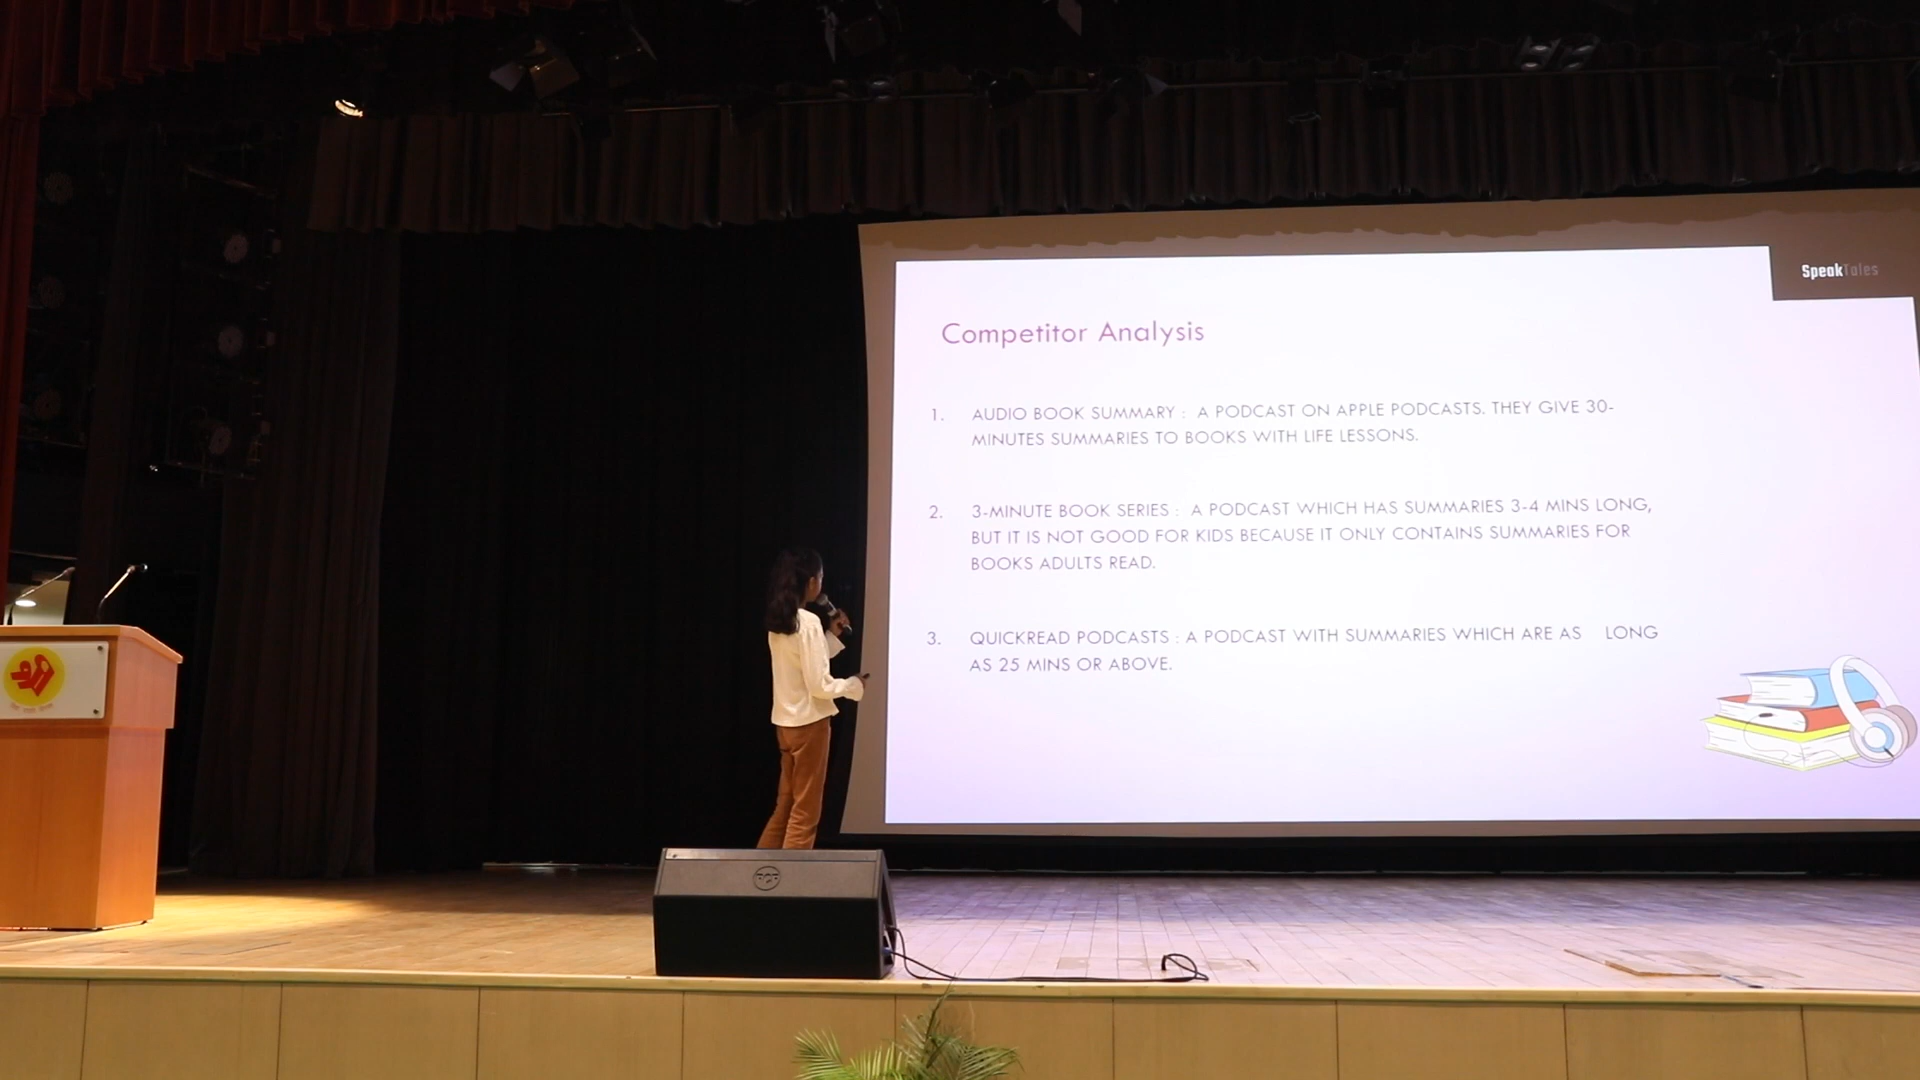 SpeakTales
Competitor Analysis
1. AUDIO BOOK SUMMARY : A PODCAST ON APPLE PODCASTS. THEY GIVE 30-
MINUTES SUMMARIES TO BOOKS WITH LIFE LESSONS.
2. 3-MINUTE BOOK SERIES : A PODCAST WHICH HAS SUMMARIES 3-4 MINS LONG,
BUT IT IS NOT GOOD FOR KIDS BECAUSE IT ONLY CONTAINS SUMMARIES FOR
BOOKS ADULTS READ.
3. QUICKREAD PODCASTS : A PODCAST WITH SUMMARIES WHICH ARE AS LONG
AS 25 MINS OR ABOVE.
RCF